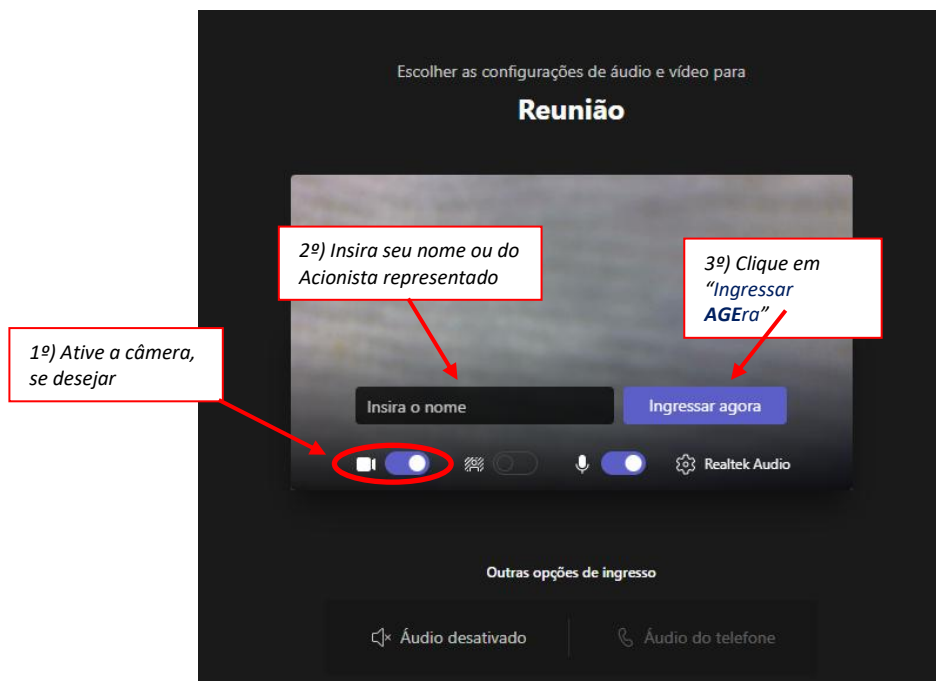 Escolher as configurações de áudio e vídeo para
Reunião
2º) Insira seu nome ou do
Acionista representado
3º) Clique em
“Ingressar
AGEra”
1º) Ative a câmera,
se desejar
Insira o nome
Ingressar agora
Realtek Audio
Outras opções de ingresso
Áudio desativado
Áudio do telefone